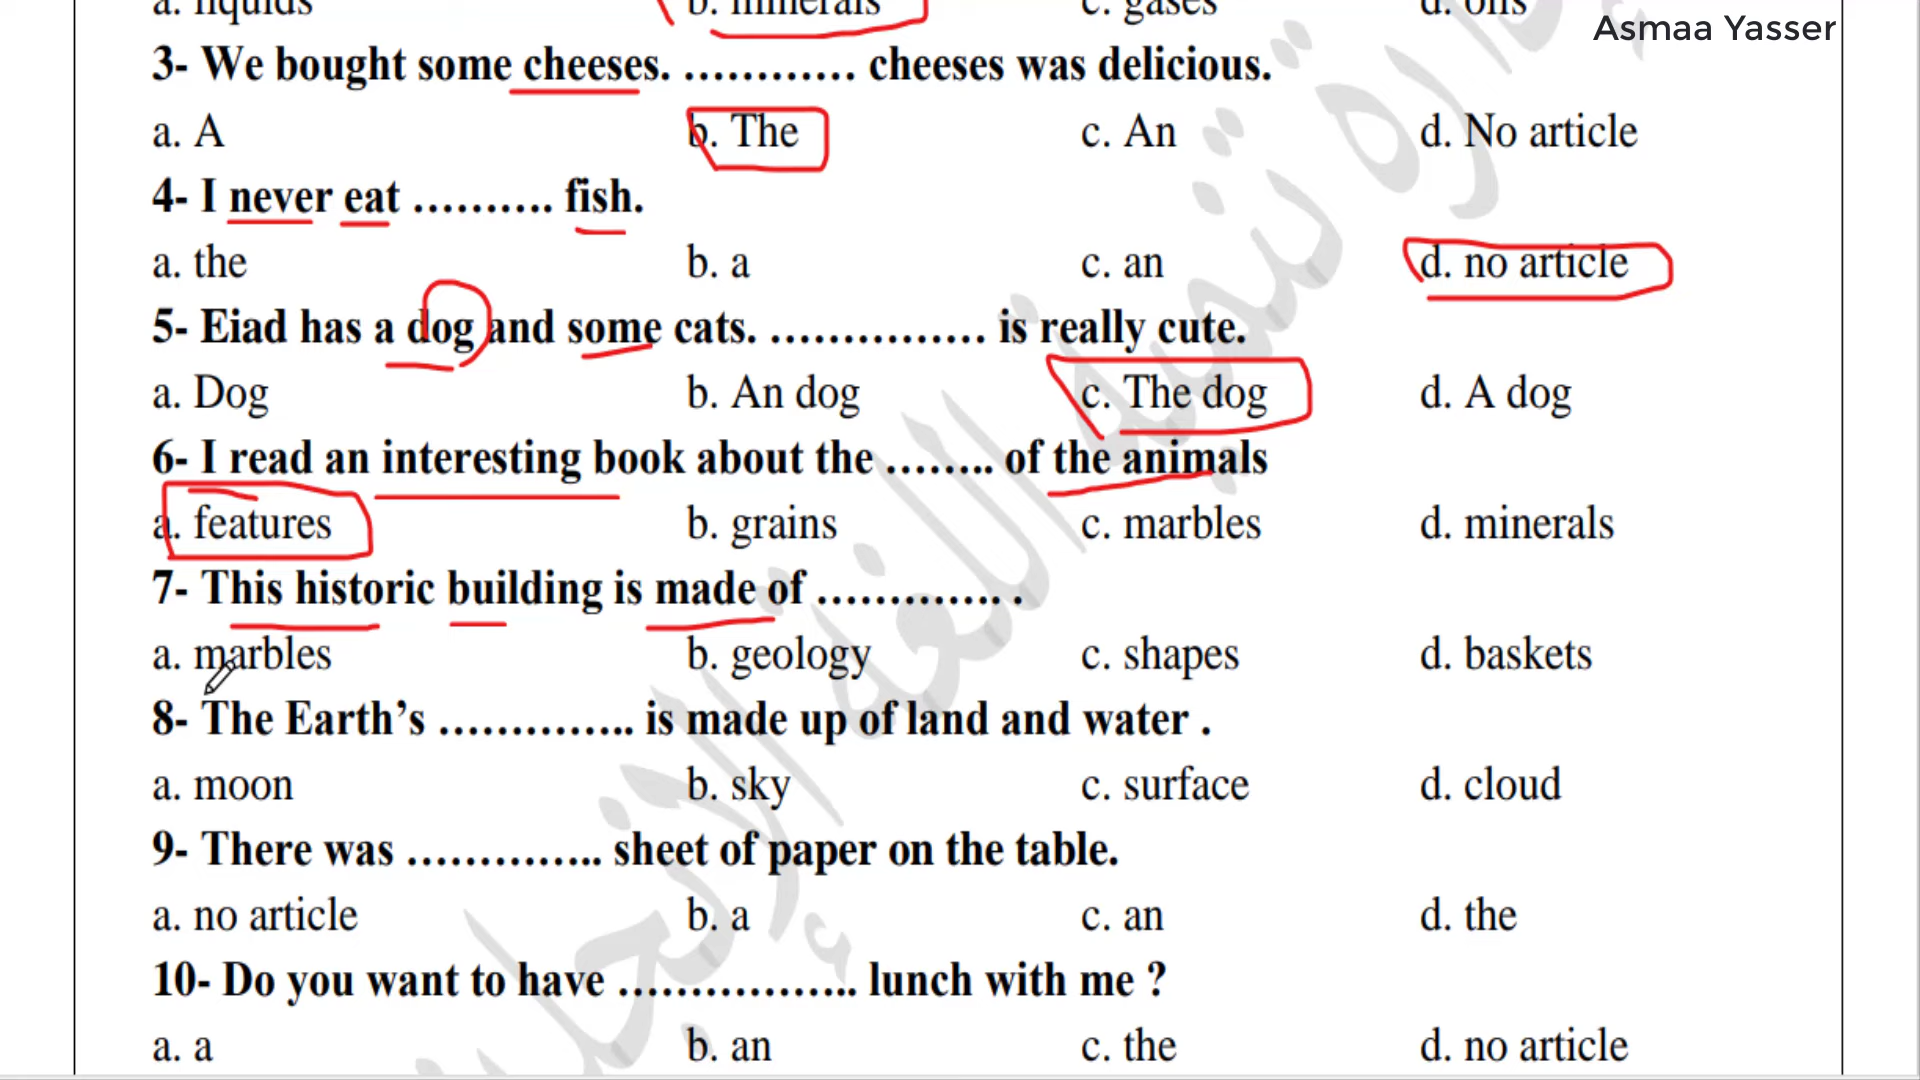 a. liquids b. minerals c. gases d. oils
Asmaa Yasser
3- We bought some cheeses. ………… cheeses was delicious.
a. A b. The c. An d. No article
4- I never eat ………. fish.
a. the b. a c. an d. no article
5- Eiad has a dog and some cats. …………… is really cute.
a. Dog b. An dog c. The dog d. A dog
6- I read an interesting book about the …….. of the animals
a. features b. grains c. marbles d. minerals
7- This historic building is made of …………. .
a. marbles b. geology c. shapes d. baskets
8- The Earth’s ………….. is made up of land and water .
a. moon b. sky c. surface d. cloud
9- There was ………….. sheet of paper on the table.
a. no article b. a c. an d. the
10- Do you want to have …………….. lunch with me ?
a. a b. an c. the d. no article